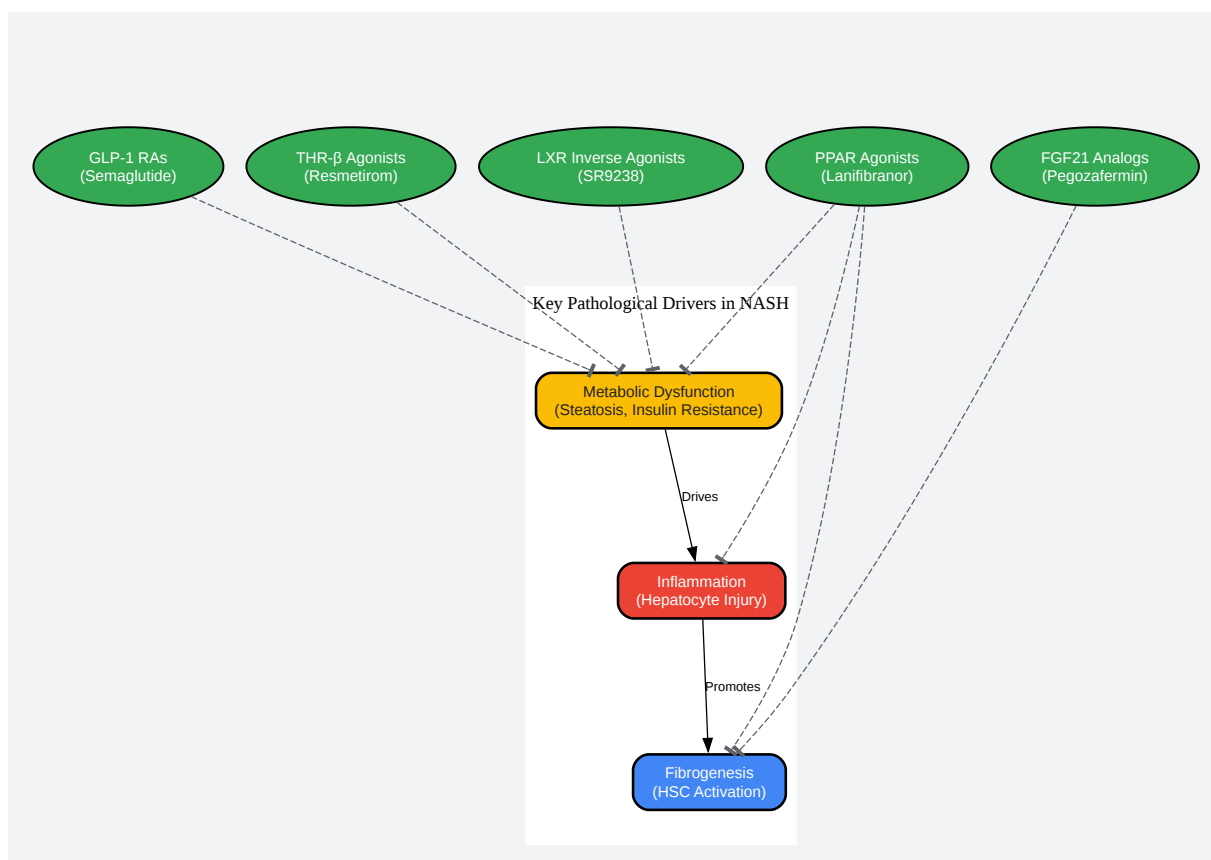 GLP-1 RAs
(Semaglutide)
THR-β Agonists
(Resmetirom)
LXR Inverse Agonists
(SR9238)
PPAR Agonists
(Lanifibranor)
FGF21 Analogs
(Pegozafermin)
Key Pathological Drivers in NASH
Metabolic Dysfunction
(Steatosis, Insulin Resistance)
Drives
Inflammation
(Hepatocyte Injury)
Promotes
Fibrogenesis
(HSC Activation)